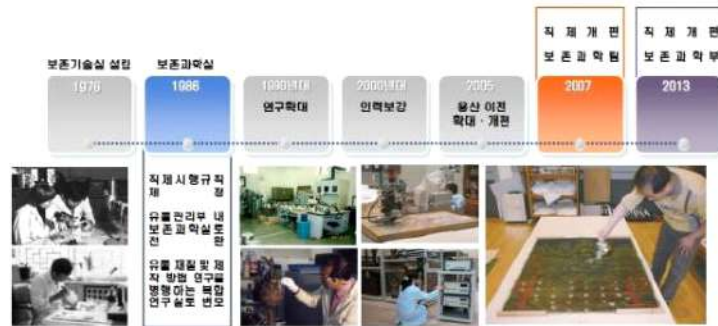 직 제 개 편
보 존 과 학 팀
직 제 개 편
보 존 과 학 부
보존기술실 설립
보존과학실
1976
1986
1990년대
2000년대
2005
2007
2013
연구확대
인력보강
용산 이전
확대·개편
직제시행규칙
제 정
유물관리부 내
보존과학실로
전 환
유물 재질 및 제
작 방법 연구를
병행하는 복합
연구실로 변모